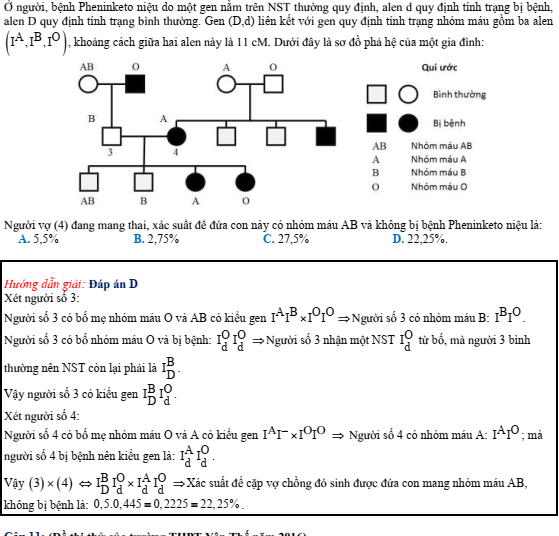 Ở người, bệnh Pheninketo niệu do một gen nằm trên NST thường quy định, alen d quy định tính trạng bị bệnh,
alen D quy định tính trạng bình thường. Gen (D,d) liên kết với gen quy định tính trạng nhóm máu gồm ba alen
(I^A, I^B, I^O), khoảng cách giữa hai alen này là 11 cM. Dưới đây là sơ đồ phả hệ của một gia đình:
AB O A O Qui ước
Bình thường
B A
Bị bệnh
3 4
AB Nhóm máu AB
A Nhóm máu A
B Nhóm máu B
O Nhóm máu O
AB B A O
Người vợ (4) đang mang thai, xác suất để đứa con này có nhóm máu AB và không bị bệnh Pheninketo niệu là:
A. 5,5% B. 2,75% C. 27,5% D. 22,25%.
Hướng dẫn giải: Đáp án D
Xét người số 3:
Người số 3 có bố mẹ nhóm máu O và AB có kiểu gen I^A I^B × I^O I^O ⇒ Người số 3 có nhóm máu B: I^B I^O.
Người số 3 có bố nhóm máu O và bị bệnh: I^O_d I^O_d ⇒ Người số 3 nhận một NST I^O_d từ bố, mà người 3 bình
thường nên NST còn lại phải là I^B_D.
Vậy người số 3 có kiểu gen I^B_D I^O_d.
Xét người số 4:
Người số 4 có bố mẹ nhóm máu O và A có kiểu gen I^A I^− × I^O I^O ⇒ Người số 4 có nhóm máu A: I^A I^O; mà
người số 4 bị bệnh nên kiểu gen là: I^A_d I^O_d.
Vậy (3) × (4) ⇔ I^B_D I^O_d × I^A_d I^O_d ⇒ Xác suất để cặp vợ chồng đó sinh được đứa con mang nhóm máu AB,
không bị bệnh là: 0,5.0,445 = 0,2225 = 22,25%.